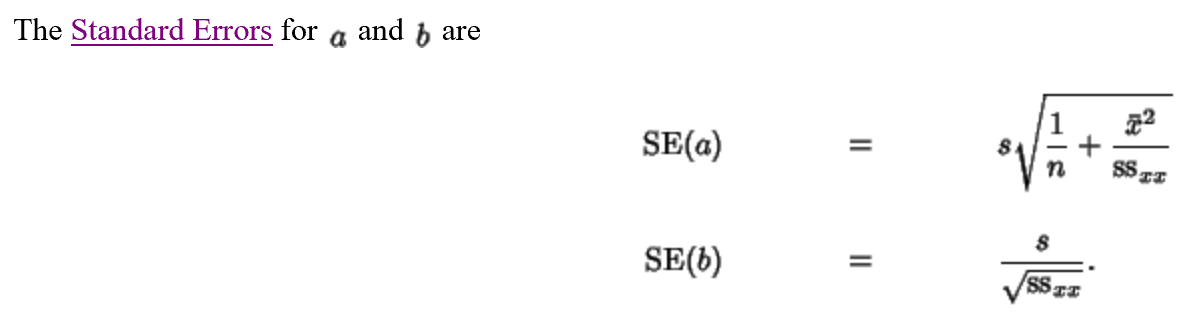 The Standard Errors for a and b are
SE(a) = s√(1/n + x̄²/ss_xx)
SE(b) = s/√ss_xx.